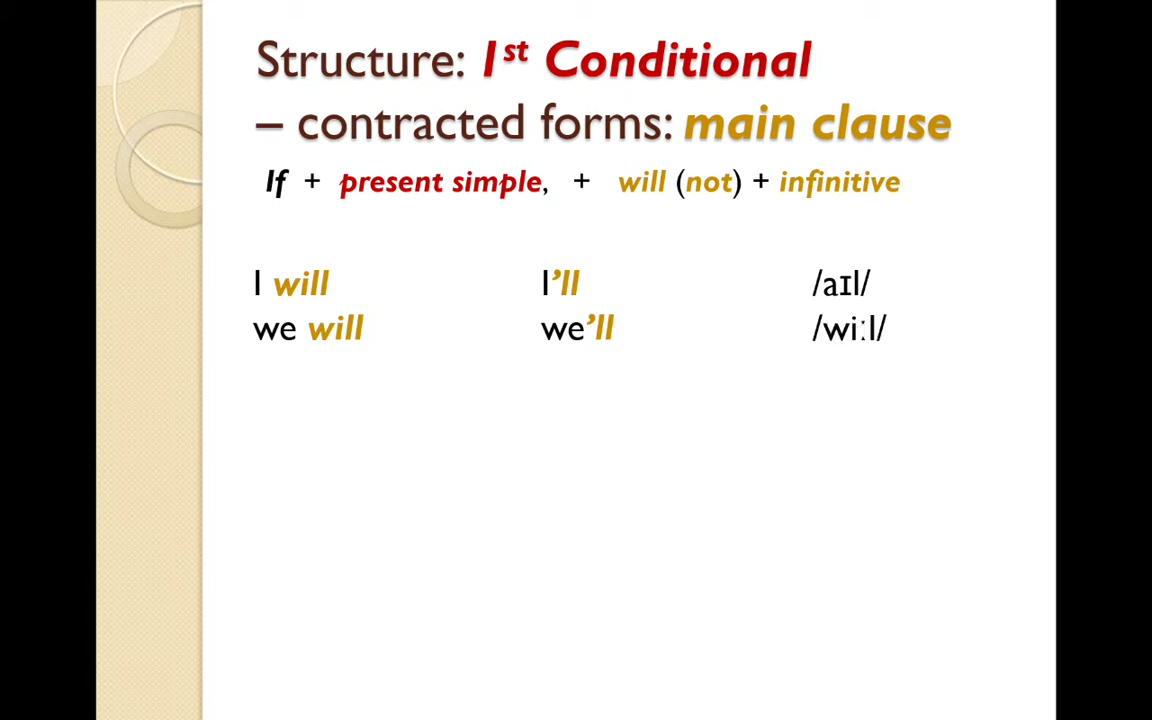 Structure: 1st Conditional
– contracted forms: main clause
If + present simple, + will (not) + infinitive
I will I’ll /aɪl/
we will we’ll /wiːl/